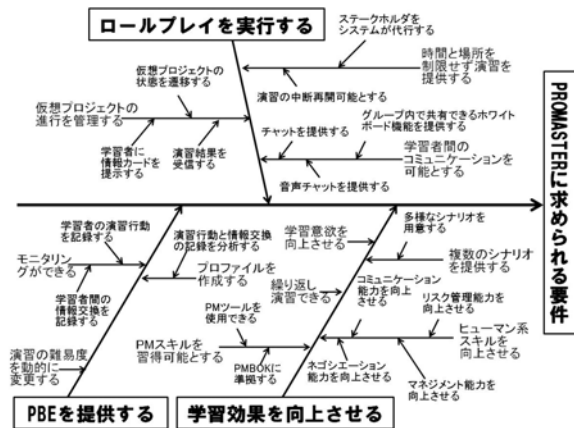 ロールプレイを実行する
ステークホルダを
システムが代行する
時間と場所を
制限せず演習を
提供する
仮想プロジェクトの
状態を遷移する
演習の中断再開可能とする
仮想プロジェクトの
進行を管理する
グループ内で共有できるホワイト
ボード機能を提供する
チャットを提供する
学習者間の
コミュニケーションを
可能とする
学習者に
情報カードを
提示する
演習結果を
受信する
音声チャットを提供する
PROMASTERに求められる要件
学習者の演習行動
を記録する
演習行動と情報交換
の記録を分析する
モニタリン
グができる
プロファイルを
作成する
学習者間の
情報交換を
記録する
演習の難易度
を動的に
変更する
PBEを提供する
学習意欲を
向上させる
多様なシナリオを
用意する
複数のシナリオ
を提供する
繰り返し
演習できる
コミュニケーション
能力を向上
させる
リスク管理能力を
向上させる
PMツールを
使用できる
PMスキルを
習得可能とする
ヒューマン系
スキルを
向上させる
PMBOKに
準拠する
ネゴシエーション
能力を向上させる
マネジメント能力を
向上させる
学習効果を向上させる